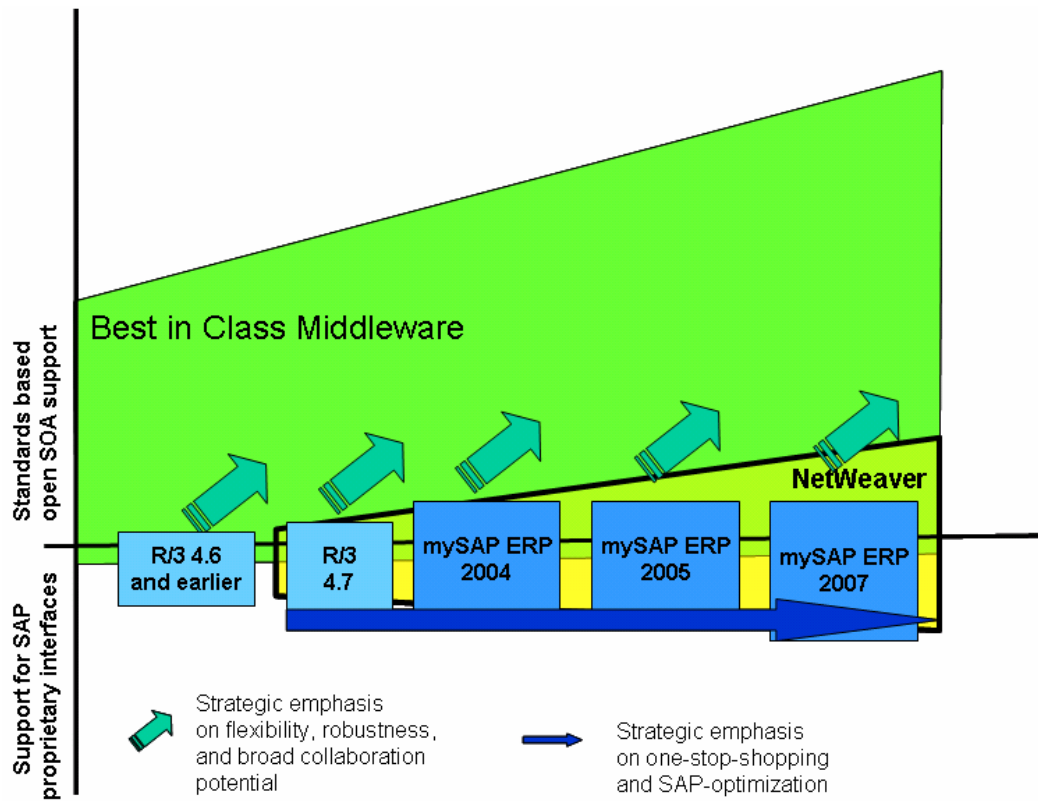 Best in Class Middleware
Standards based
open SOA support
NetWeaver
R/3 4.6
and earlier
R/3
4.7
mySAP ERP
2004
mySAP ERP
2005
mySAP ERP
2007
Support for SAP
proprietary interfaces
Strategic emphasis
on flexibility, robustness,
and broad collaboration
potential
Strategic emphasis
on one-stop-shopping
and SAP-optimization